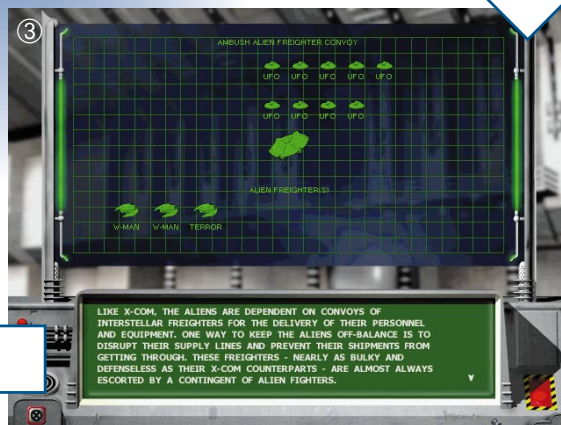 ③
AMBUSH ALIEN FREIGHTER CONVOY
UFO UFO UFO UFO UFO
UFO UFO UFO UFO
ALIEN FREIGHTER(S)
W-MAN W-MAN TERROR
LIKE X-COM, THE ALIENS ARE DEPENDENT ON CONVOYS OF
INTERSTELLAR FREIGHTERS FOR THE DELIVERY OF THEIR PERSONNEL
AND EQUIPMENT. ONE WAY TO KEEP THE ALIENS OFF-BALANCE IS TO
DISRUPT THEIR SUPPLY LINES AND PREVENT THEIR SHIPMENTS FROM
GETTING THROUGH. THESE FREIGHTERS - NEARLY AS BULKY AND
DEFENSELESS AS THEIR X-COM COUNTERPARTS - ARE ALMOST ALWAYS
ESCORTED BY A CONTINGENT OF ALIEN FIGHTERS.